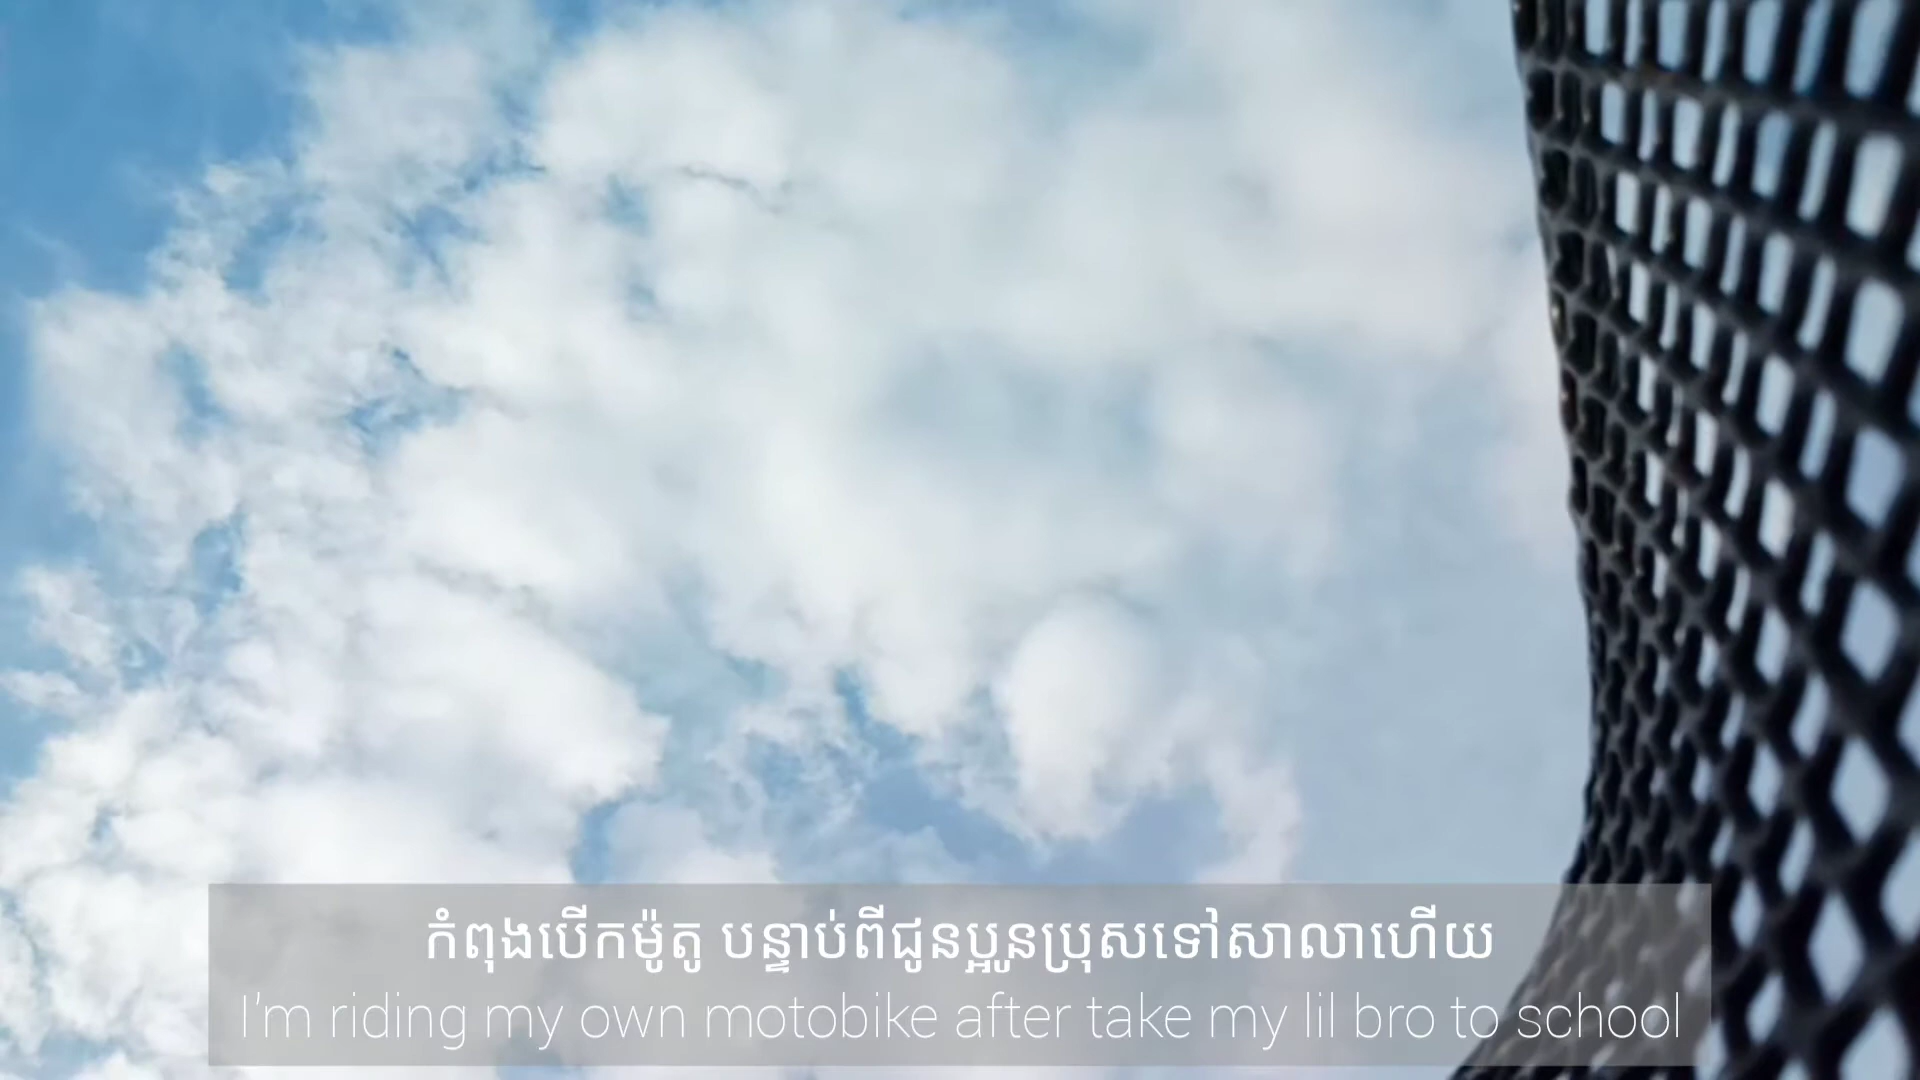 កំពុងបើកម៉ូតូ បន្ទាប់ពីជូនប្អូនប្រុសទៅសាលាហើយ
I'm riding my own motobike after take my lil bro to school